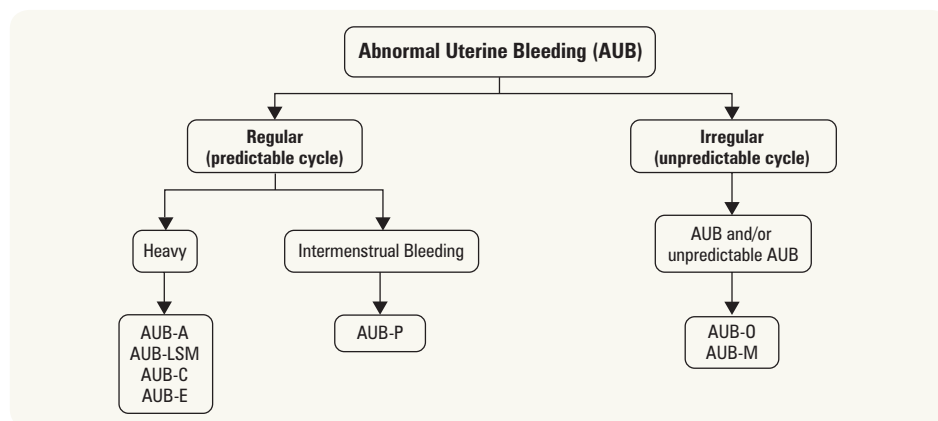 Abnormal Uterine Bleeding (AUB)
Regular
(predictable cycle)
Irregular
(unpredictable cycle)
Heavy
Intermenstrual Bleeding
AUB and/or
unpredictable AUB
AUB-A
AUB-LSM
AUB-C
AUB-E
AUB-P
AUB-O
AUB-M